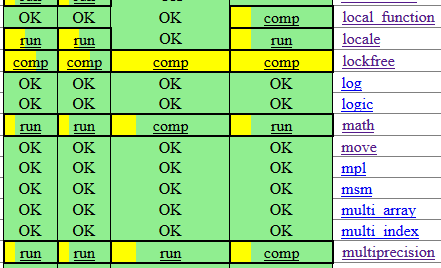 OK OK OK comp local_function
run run OK run locale
comp comp comp comp lockfree
OK OK OK OK log
OK OK OK OK logic
run run comp run math
OK OK OK OK move
OK OK OK OK mpl
OK OK OK OK msm
OK OK OK OK multi_array
OK OK OK OK multi_index
run run run comp multiprecision